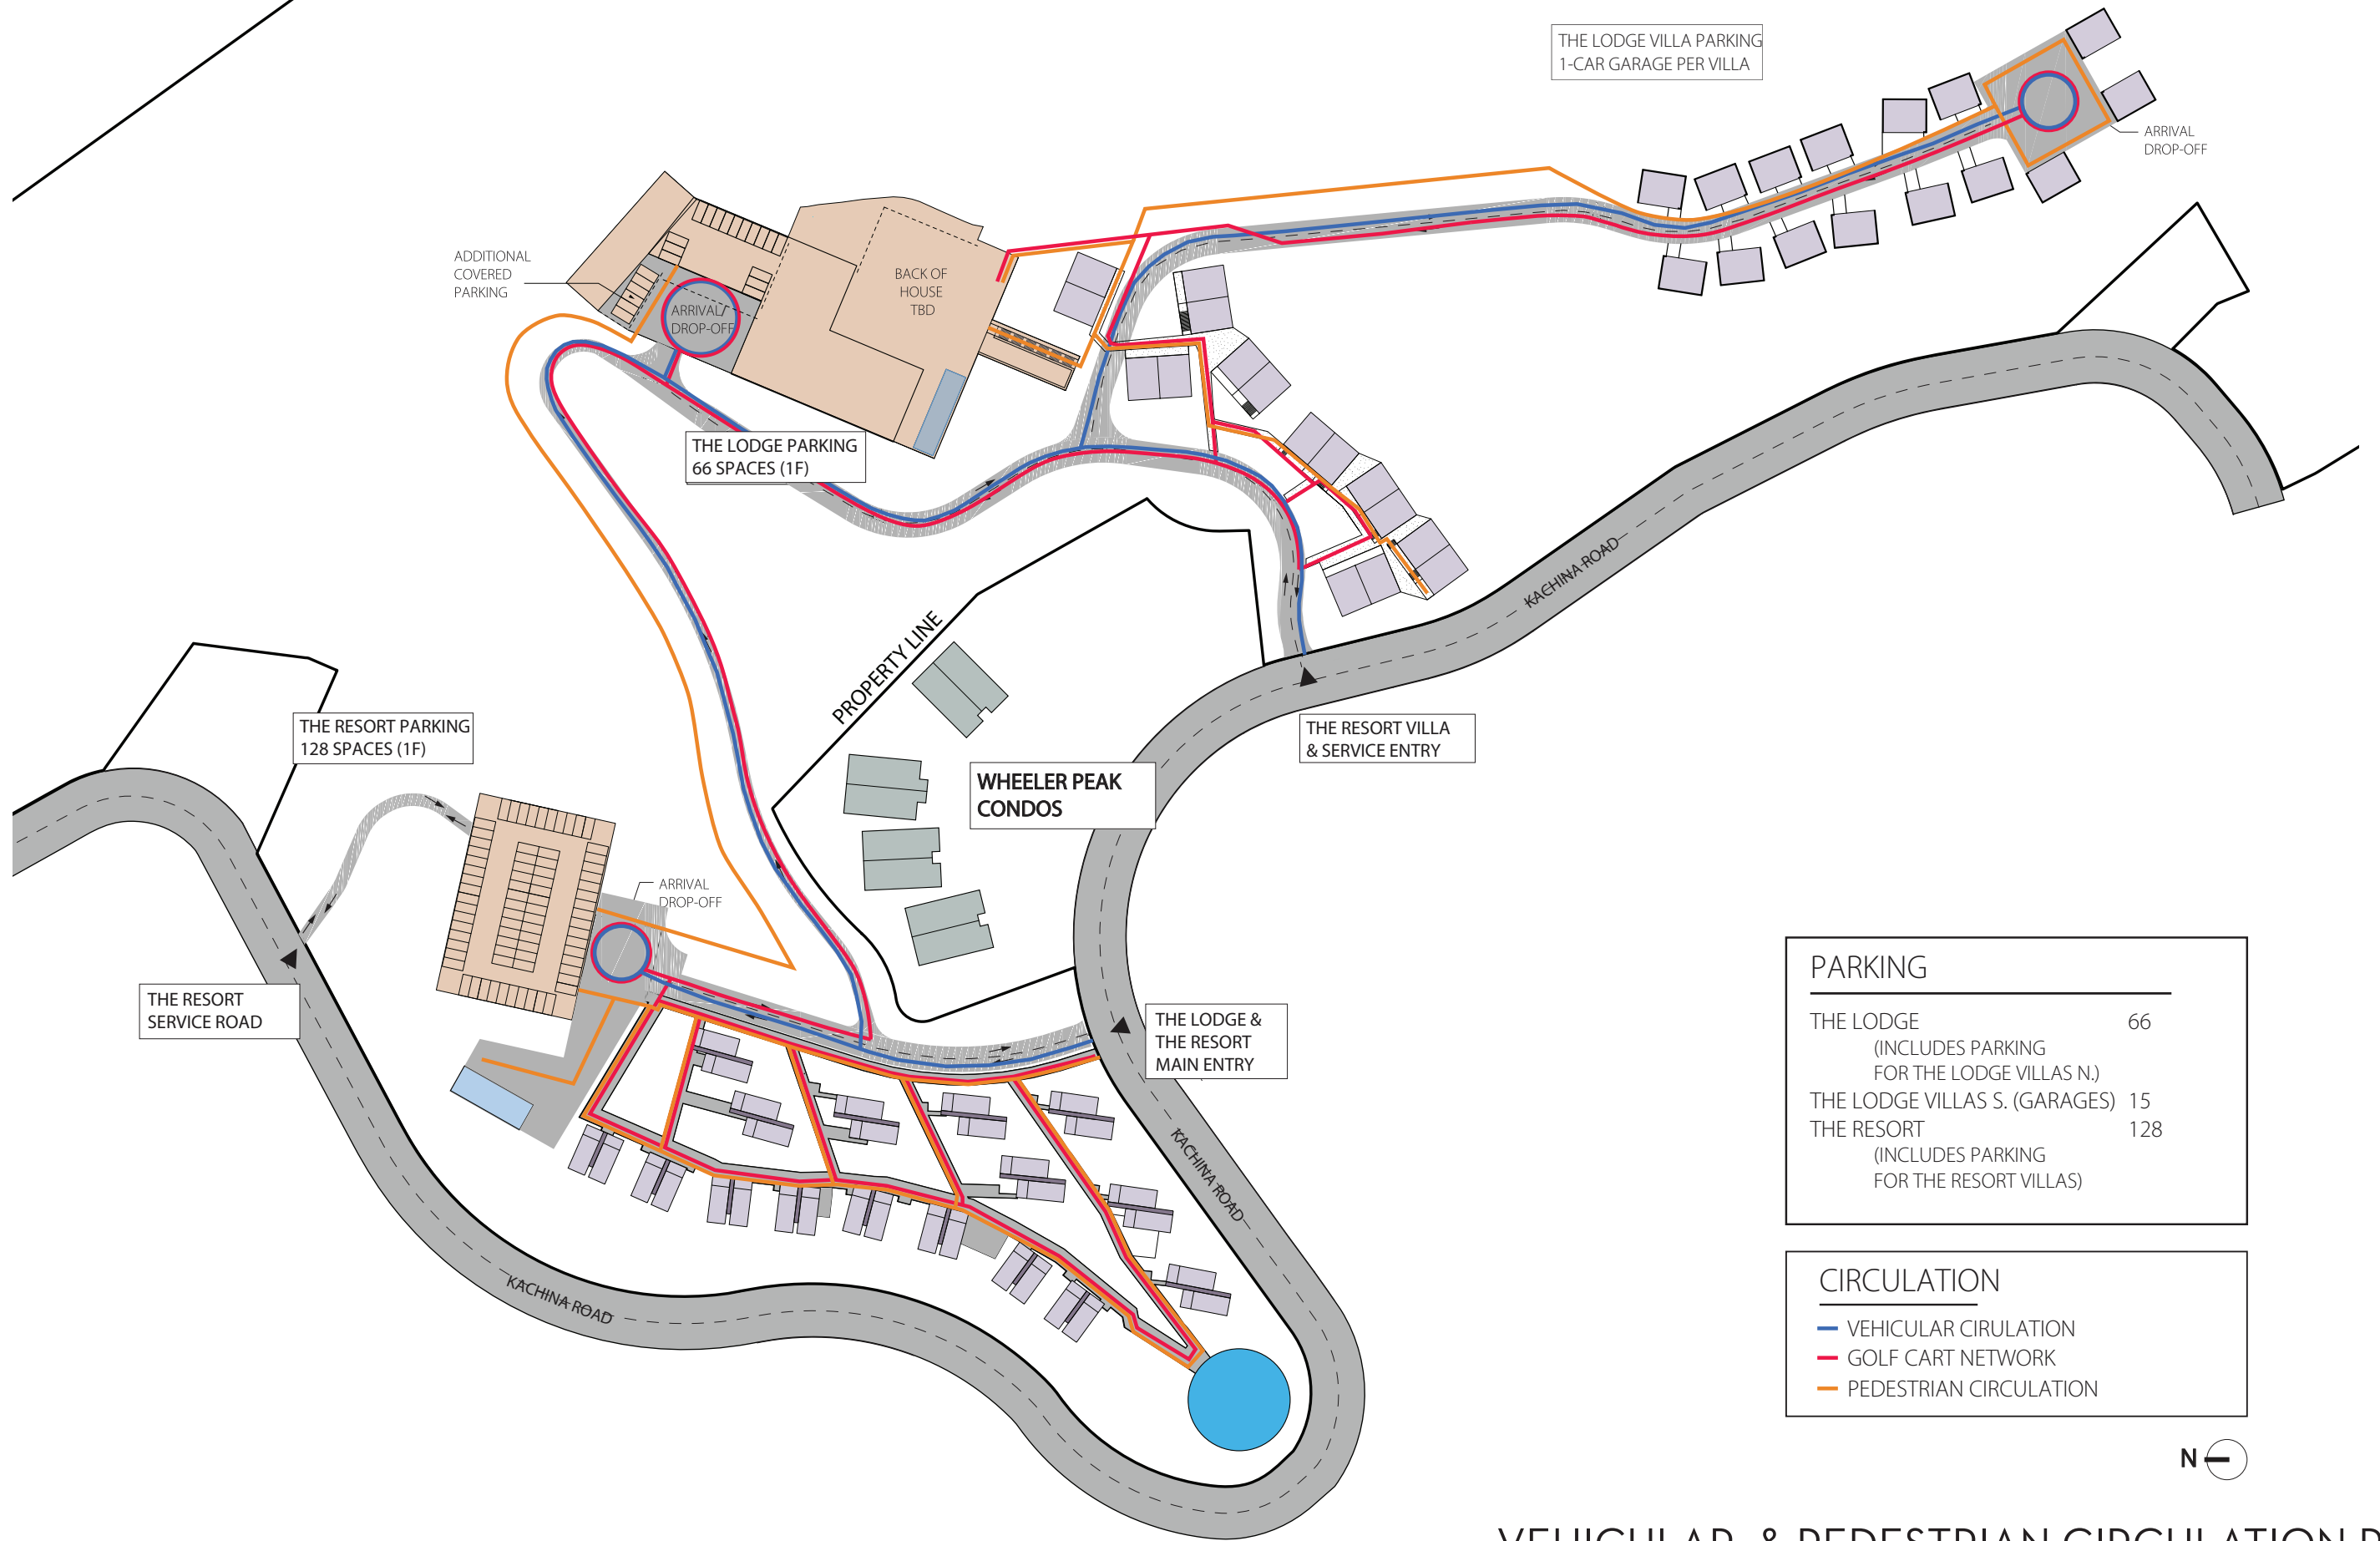 THE LODGE VILLA PARKING
1-CAR GARAGE PER VILLA
ARRIVAL
DROP-OFF
ADDITIONAL
COVERED
PARKING
ARRIVAL/
DROP-OFF
BACK OF
HOUSE
TBD
THE LODGE PARKING
66 SPACES (1F)
KACHINA ROAD
PROPERTY LINE
THE RESORT PARKING
128 SPACES (1F)
THE RESORT VILLA
& SERVICE ENTRY
WHEELER PEAK
CONDOS
ARRIVAL
DROP-OFF
THE RESORT
SERVICE ROAD
THE LODGE &
THE RESORT
MAIN ENTRY
KACHINA ROAD
KACHINA ROAD
PARKING
THE LODGE 66
(INCLUDES PARKING
FOR THE LODGE VILLAS N.)
THE LODGE VILLAS S. (GARAGES) 15
THE RESORT 128
(INCLUDES PARKING
FOR THE RESORT VILLAS)
CIRCULATION
VEHICULAR CIRULATION
GOLF CART NETWORK
PEDESTRIAN CIRCULATION
N
VEHICULAR & PEDESTRIAN CIRCULATION